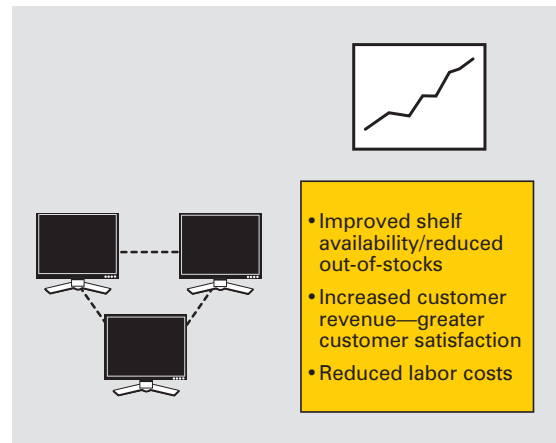 • Improved shelf
availability/reduced
out-of-stocks
• Increased customer
revenue—greater
customer satisfaction
• Reduced labor costs